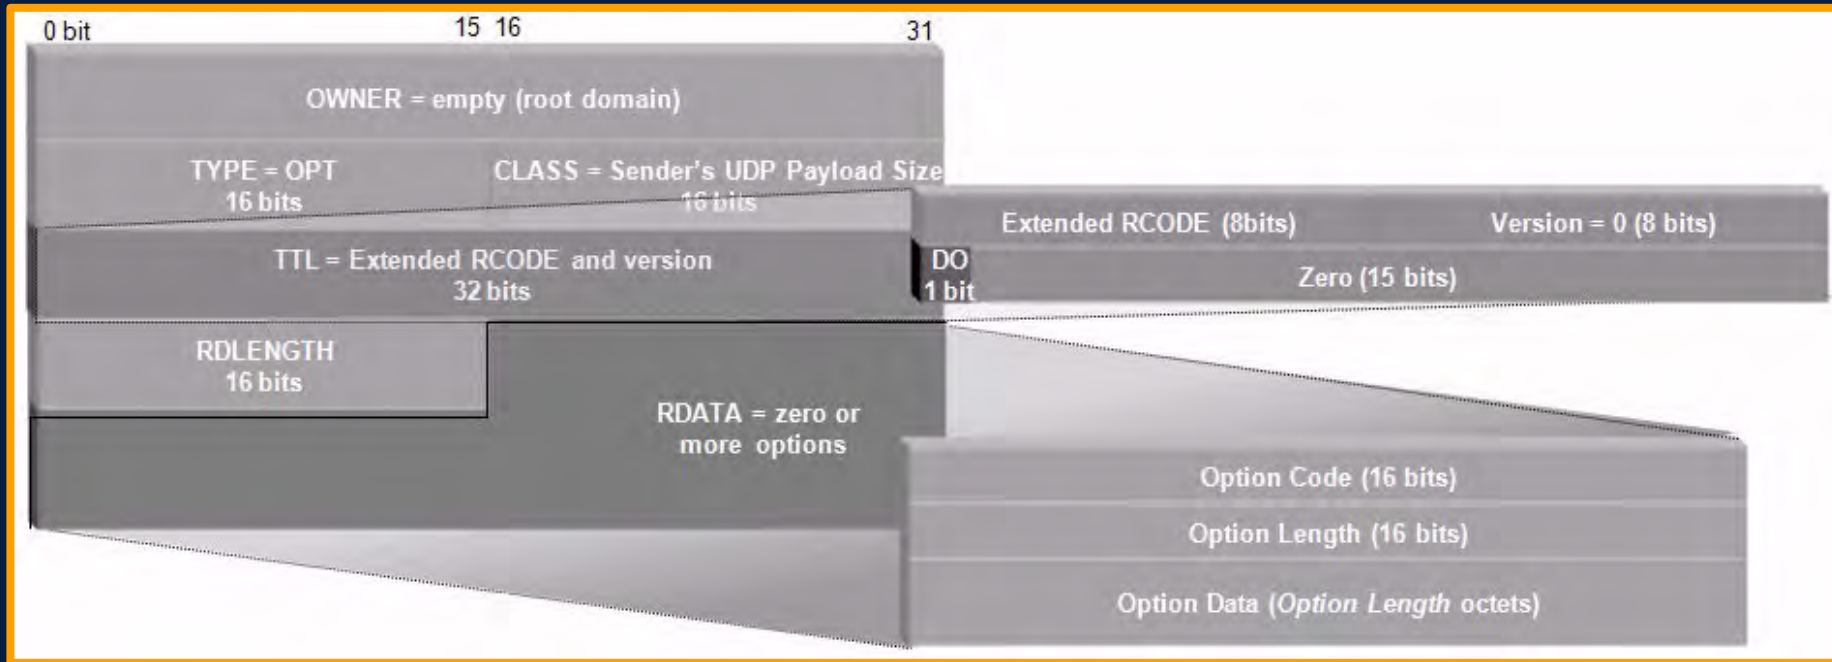 0 bit 15 16 31
OWNER = empty (root domain)
TYPE = OPT
16 bits
CLASS = Sender's UDP Payload Size
16 bits
Extended RCODE (8bits) Version = 0 (8 bits)
TTL = Extended RCODE and version
32 bits
DO
1 bit
Zero (15 bits)
RDLENGTH
16 bits
RDATA = zero or
more options
Option Code (16 bits)
Option Length (16 bits)
Option Data (Option Length octets)